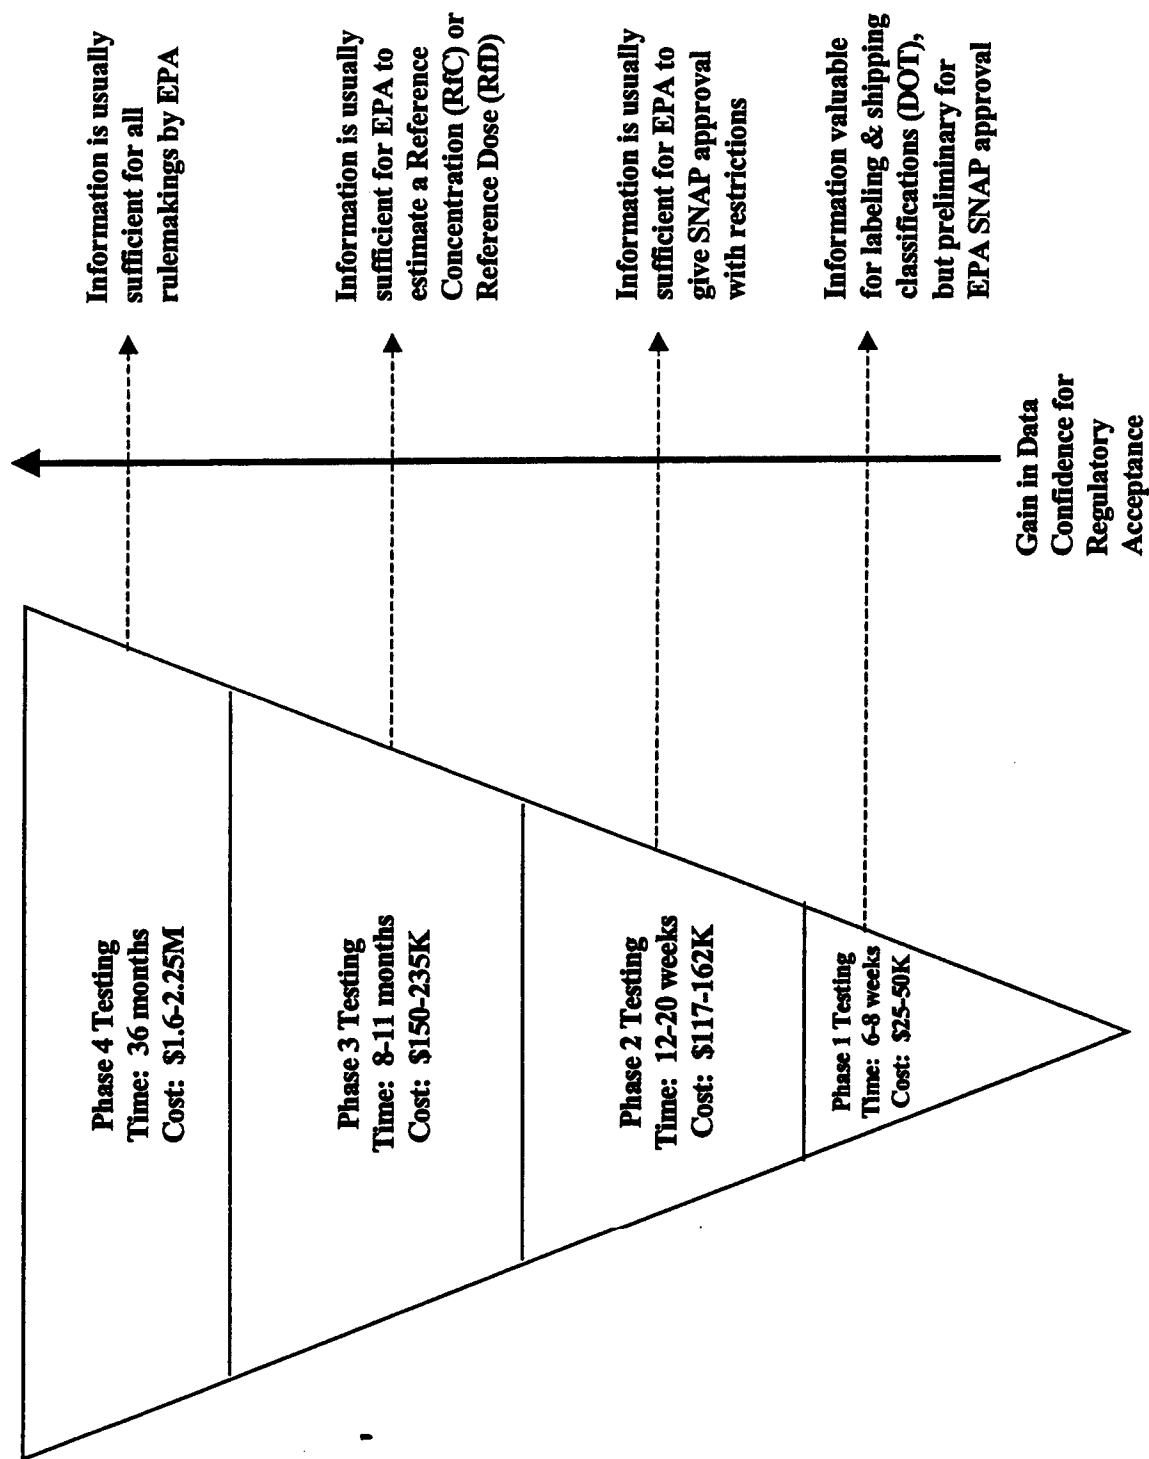 Phase 4 Testing
Time: 36 months
Cost: $1.6-2.25M
Information is usually
sufficient for all
rulemakings by EPA
Phase 3 Testing
Time: 8-11 months
Cost: $150-235K
Information is usually
sufficient for EPA to
estimate a Reference
Concentration (RfC) or
Reference Dose (RfD)
Phase 2 Testing
Time: 12-20 weeks
Cost: $117-162K
Information is usually
sufficient for EPA to
give SNAP approval
with restrictions
Phase 1 Testing
Time: 6-8 weeks
Cost: $25-50K
Information valuable
for labeling & shipping
classifications (DOT),
but preliminary for
EPA SNAP approval
Gain in Data
Confidence for
Regulatory
Acceptance